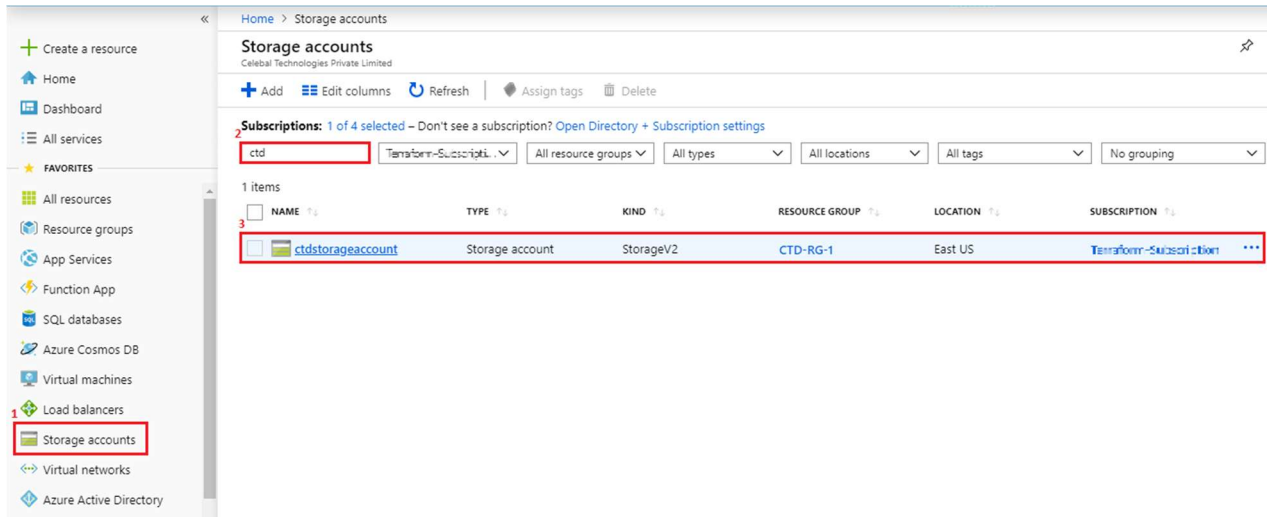 «
Create a resource
Home
Dashboard
All services
FAVORITES
All resources
Resource groups
App Services
Function App
SQL databases
Azure Cosmos DB
Virtual machines
1
Load balancers
Storage accounts
Virtual networks
Azure Active Directory
Home > Storage accounts
Storage accounts
Celebal Technologies Private Limited
Add Edit columns Refresh Assign tags Delete
Subscriptions: 1 of 4 selected – Don't see a subscription? Open Directory + Subscription settings
2
ctd Terraform-Subscripti... All resource groups All types All locations All tags No grouping
1 items
NAME TYPE KIND RESOURCE GROUP LOCATION SUBSCRIPTION
3
ctdstorageaccount Storage account StorageV2 CTD-RG-1 East US Terraform-Subscription ...